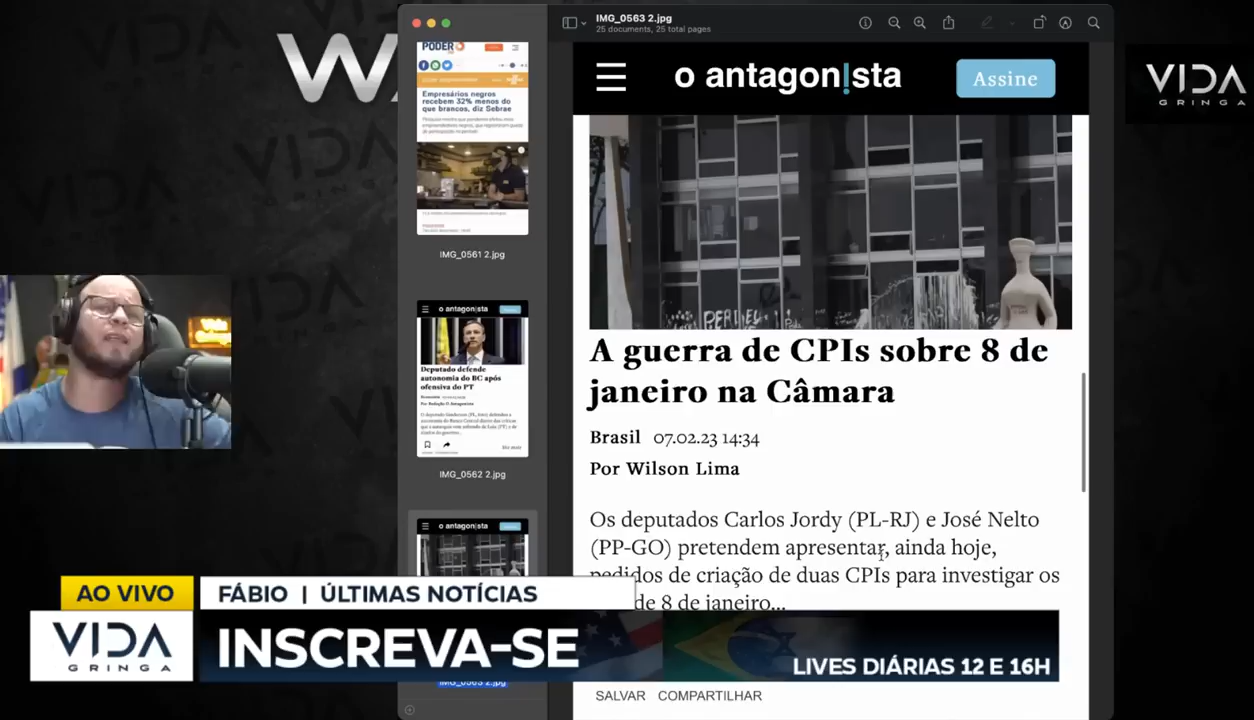 IMG_0563 2.jpg
25 documents, 25 total pages
VIDA
GRINGA
PODER
Empresários negros
recebem 32% menos do
que brancos, diz Sebrae
IMG_0561 2.jpg
o antagonista
Deputado defende
autonomia do BC após
ofensiva do PT
IMG_0562 2.jpg
o antagonista
IMG_0563 2.jpg
o antagon!sta
Assine
A guerra de CPIs sobre 8 de
janeiro na Câmara
Brasil 07.02.23 14:34
Por Wilson Lima
Os deputados Carlos Jordy (PL-RJ) e José Nelto
(PP-GO) pretendem apresentar, ainda hoje,
pedidos de criação de duas CPIs para investigar os
de 8 de janeiro...
SALVAR COMPARTILHAR
AO VIVO
FÁBIO | ÚLTIMAS NOTÍCIAS
VIDA
GRINGA
INSCREVA-SE
LIVES DIÁRIAS 12 E 16H